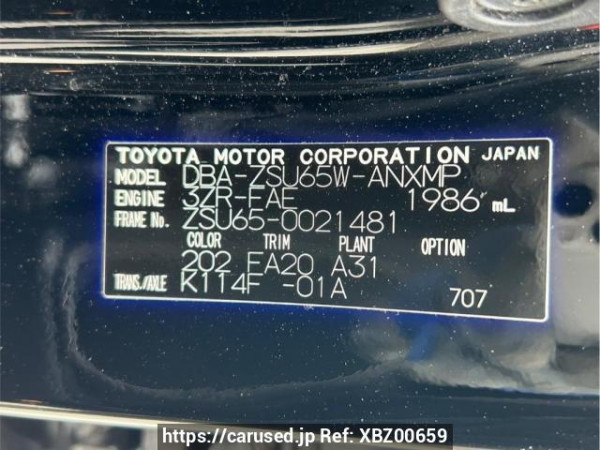 TOYOTA MOTOR CORPORATION JAPAN
MODEL DBA-ZSU65W-ANXMP
ENGINE 3ZR-FAE 1986 mL
FRAME No. ZSU65-0021481
COLOR TRIM PLANT OPTION
202 FA20 A31
TRANS./AXLE K114F -01A 707
https://carused.jp Ref: XBZ00659